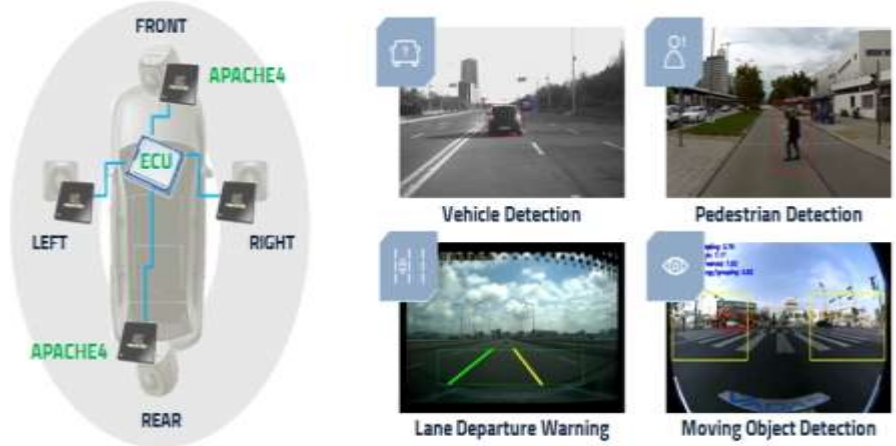 FRONT
APACHE4
ECU
LEFT
RIGHT
APACHE4
REAR
Vehicle Detection
Pedestrian Detection
Lane Departure Warning
Moving Object Detection